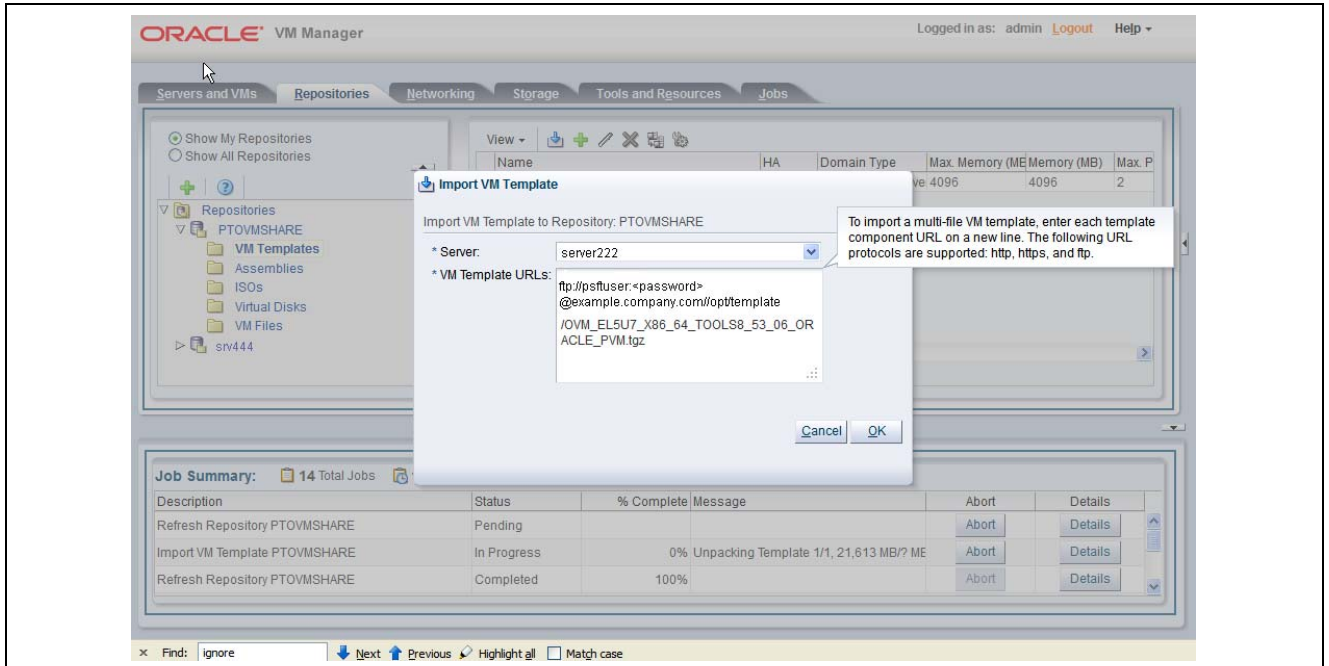 ORACLE VM Manager
Logged in as: admin Logout Help
Servers and VMs Repositories Networking Storage Tools and Resources Jobs
Show My Repositories
Show All Repositories
Repositories
PTOVMSHARE
VM Templates
Assemblies
ISOs
Virtual Disks
VM Files
srv444
View
Name HA Domain Type Max. Memory (ME Memory (MB) Max. P
ve 4096 4096 2
Import VM Template
Import VM Template to Repository: PTOVMSHARE
* Server: server222
* VM Template URLs:
ftp://psftuser:<password>
@example.company.com//opt/template
/OVM_EL5U7_X86_64_TOOLS8_53_06_OR
ACLE_PVM.tgz
To import a multi-file VM template, enter each template
component URL on a new line. The following URL
protocols are supported: http, https, and ftp.
Cancel OK
Job Summary: 14 Total Jobs
Description Status % Complete Message Abort Details
Refresh Repository PTOVMSHARE Pending Abort Details
Import VM Template PTOVMSHARE In Progress 0% Unpacking Template 1/1, 21,613 MB/? ME Abort Details
Refresh Repository PTOVMSHARE Completed 100% Abort Details
× Find: ignore Next Previous Highlight all Match case